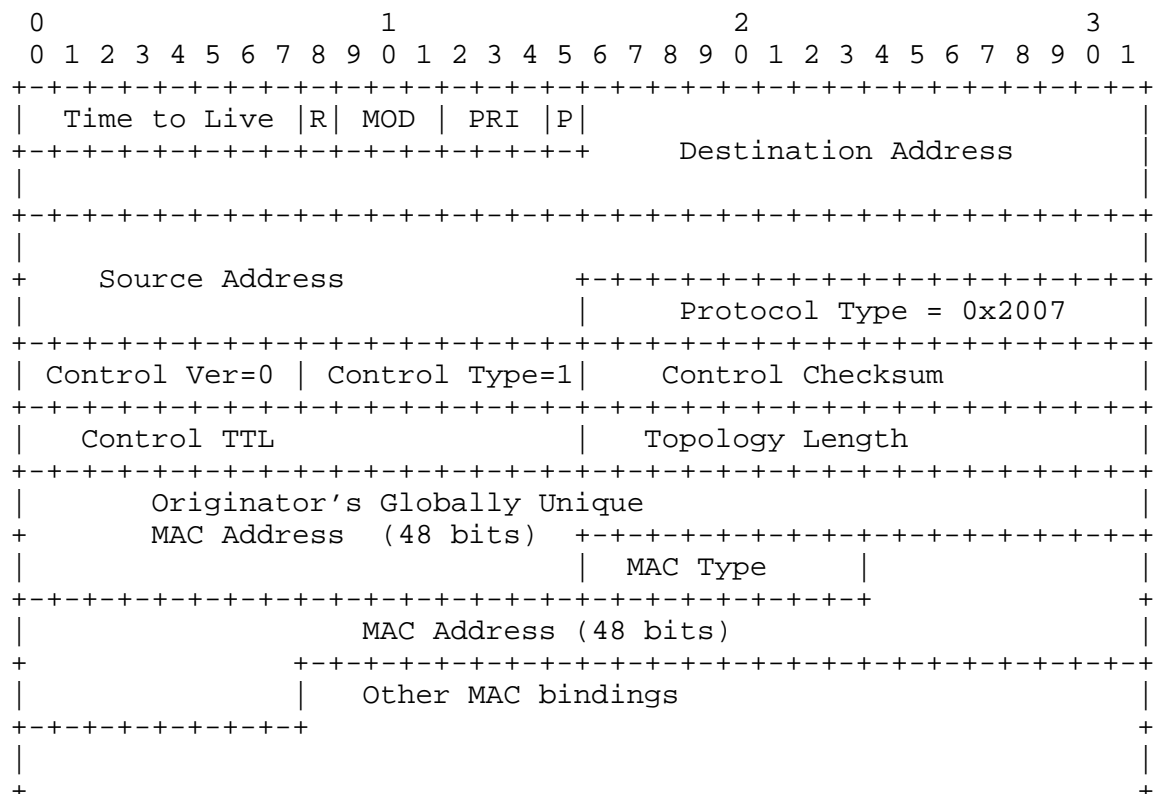 0                   1                   2                   3
 0 1 2 3 4 5 6 7 8 9 0 1 2 3 4 5 6 7 8 9 0 1 2 3 4 5 6 7 8 9 0 1
+-+-+-+-+-+-+-+-+-+-+-+-+-+-+-+-+-+-+-+-+-+-+-+-+-+-+-+-+-+-+-+-+
|  Time to Live |R| MOD | PRI |P|                               |
+-+-+-+-+-+-+-+-+-+-+-+-+-+-+-+-+     Destination Address       |
|                                                               |
+-+-+-+-+-+-+-+-+-+-+-+-+-+-+-+-+-+-+-+-+-+-+-+-+-+-+-+-+-+-+-+-+
|                                                               |
+    Source Address             +-+-+-+-+-+-+-+-+-+-+-+-+-+-+-+-+
|                               |     Protocol Type = 0x2007    |
+-+-+-+-+-+-+-+-+-+-+-+-+-+-+-+-+-+-+-+-+-+-+-+-+-+-+-+-+-+-+-+-+
| Control Ver=0 | Control Type=1|    Control Checksum           |
+-+-+-+-+-+-+-+-+-+-+-+-+-+-+-+-+-+-+-+-+-+-+-+-+-+-+-+-+-+-+-+-+
|   Control TTL                 |   Topology Length             |
+-+-+-+-+-+-+-+-+-+-+-+-+-+-+-+-+-+-+-+-+-+-+-+-+-+-+-+-+-+-+-+-+
|       Originator’s Globally Unique                            |
+       MAC Address  (48 bits)  +-+-+-+-+-+-+-+-+-+-+-+-+-+-+-+-+
|                               |  MAC Type     |               |
+-+-+-+-+-+-+-+-+-+-+-+-+-+-+-+-+-+-+-+-+-+-+-+-+               +
|                   MAC Address (48 bits)                       |
+               +-+-+-+-+-+-+-+-+-+-+-+-+-+-+-+-+-+-+-+-+-+-+-+-+
|               |   Other MAC bindings                          |
+-+-+-+-+-+-+-+-+                                               +
|                                                               |
+                                                               +